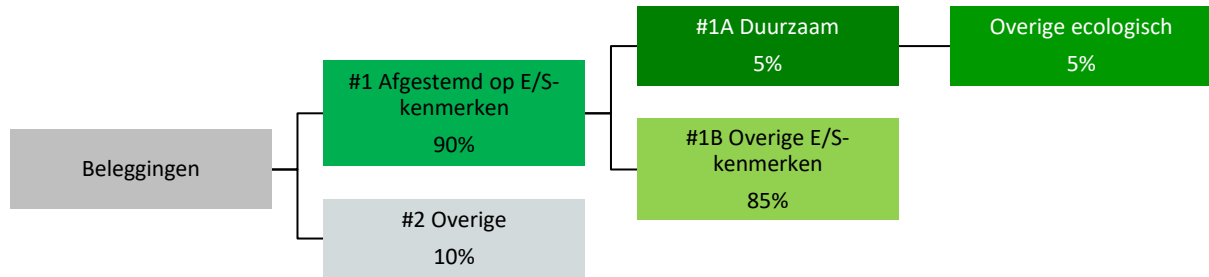 Beleggingen
#1 Afgestemd op E/S-
kenmerken
90%
#2 Overige
10%
#1A Duurzaam
5%
#1B Overige E/S-
kenmerken
85%
Overige ecologisch
5%